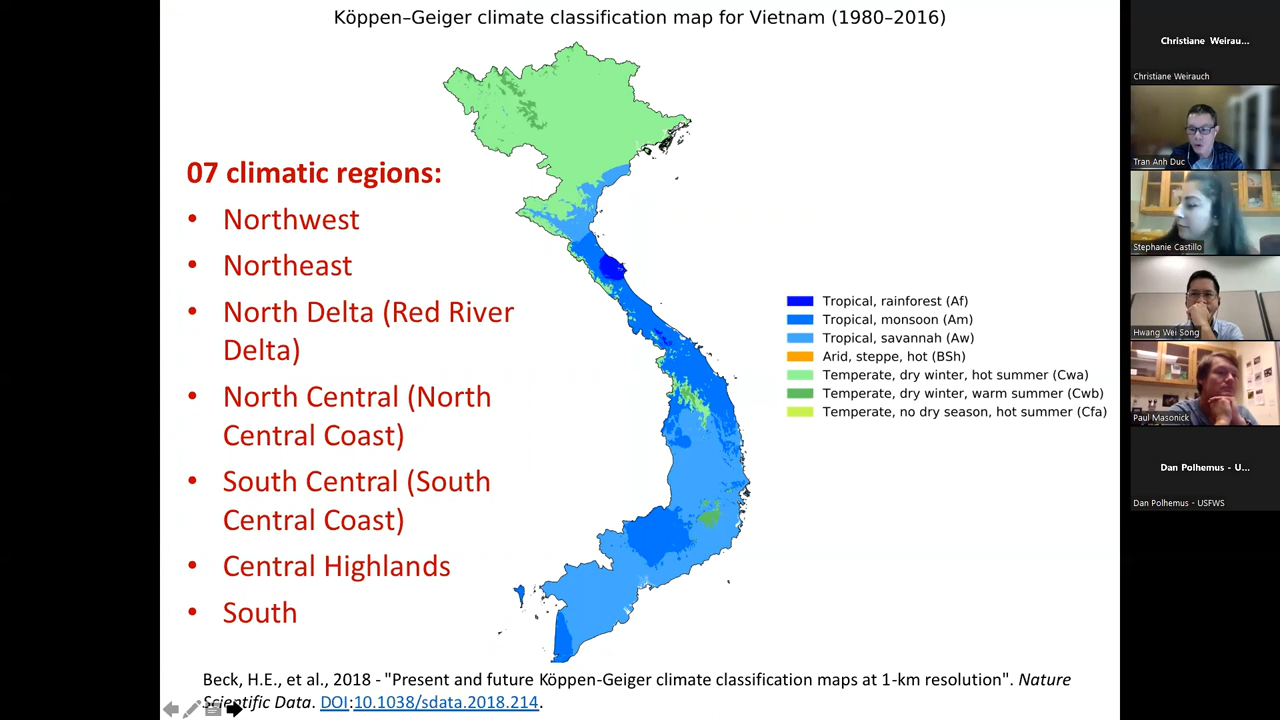 Köppen–Geiger climate classification map for Vietnam (1980–2016)
07 climatic regions:
• Northwest
• Northeast
• North Delta (Red River
Delta)
• North Central (North
Central Coast)
• South Central (South
Central Coast)
• Central Highlands
• South
Tropical, rainforest (Af)
Tropical, monsoon (Am)
Tropical, savannah (Aw)
Arid, steppe, hot (BSh)
Temperate, dry winter, hot summer (Cwa)
Temperate, dry winter, warm summer (Cwb)
Temperate, no dry season, hot summer (Cfa)
Beck, H.E., et al., 2018 - "Present and future Köppen-Geiger climate classification maps at 1-km resolution". Nature
Scientific Data. DOI:10.1038/sdata.2018.214.
Christiane Weirau...
Christiane Weirauch
Tran Anh Duc
Stephanie Castillo
Hwang Wei Song
Paul Masonick
Dan Polhemus - U...
Dan Polhemus - USFWS